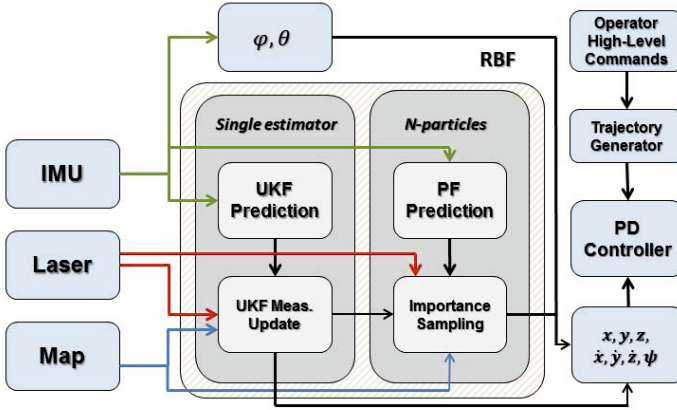 φ, θ
RBF
Operator
High-Level
Commands
Single estimator
N-particles
Trajectory
Generator
IMU
UKF
Prediction
PF
Prediction
PD
Controller
Laser
UKF Meas.
Update
Importance
Sampling
Map
x, y, z,
ẋ, ẏ, ż, ψ